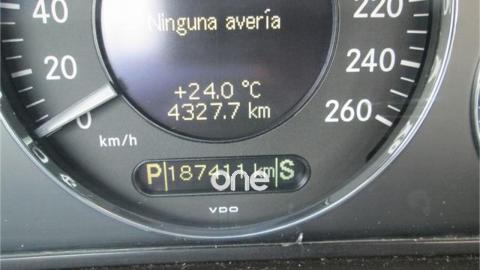 Ninguna avería
220
40
240
20
+24.0 °C
4327.7 km
260
0
km/h
P 187411 km S
one
VDO